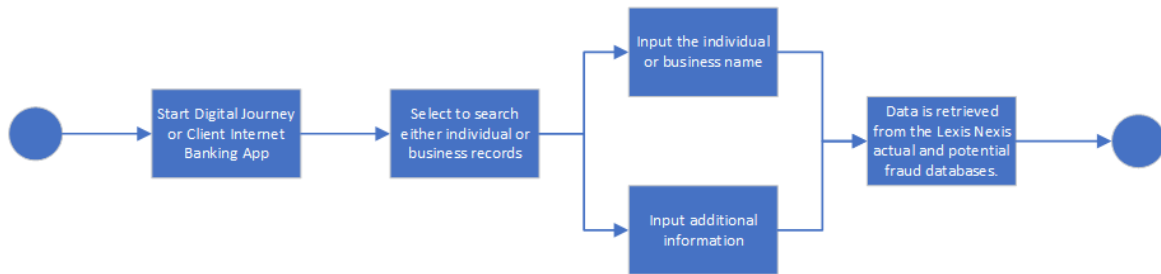 Start Digital Journey
or Client Internet
Banking App
Select to search
either individual or
business records
Input the individual
or business name
Input additional
information
Data is retrieved
from the Lexis Nexis
actual and potential
fraud databases.